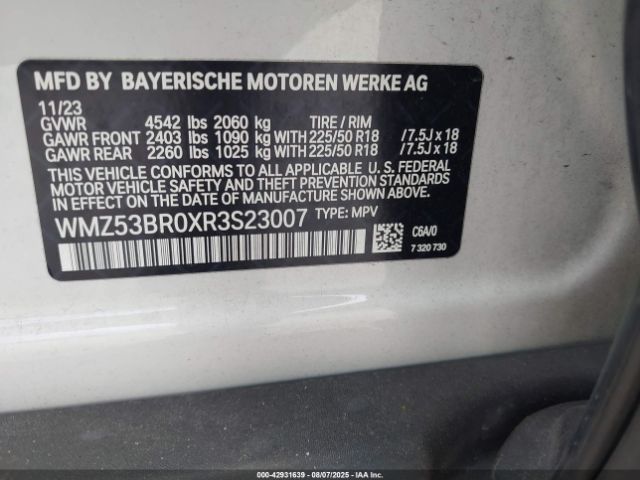 MFD BY BAYERISCHE MOTOREN WERKE AG
11/23
GVWR 4542 lbs 2060 kg TIRE / RIM
GAWR FRONT 2403 lbs 1090 kg WITH 225/50 R18 /7.5J x 18
GAWR REAR 2260 lbs 1025 kg WITH 225/50 R18 /7.5J x 18
THIS VEHICLE CONFORMS TO ALL APPLICABLE U. S. FEDERAL
MOTOR VEHICLE SAFETY AND THEFT PREVENTION STANDARDS
IN EFFECT ON THE DATE OF MANUFACTURE SHOWN ABOVE.
WMZ53BR0XR3S23007 TYPE: MPV
C6A/0
7 320 730
000-42931639 08/07/2025 Copyright © IAA, LLC